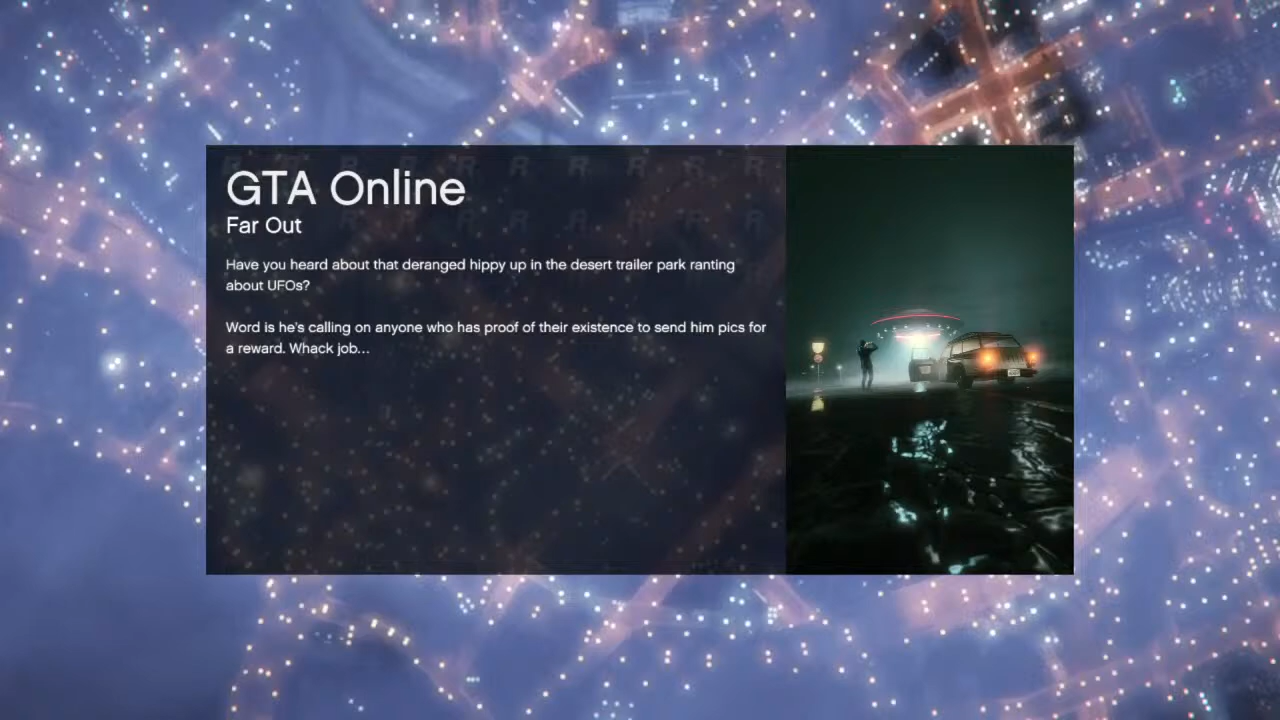 GTA Online
Far Out
Have you heard about that deranged hippy up in the desert trailer park ranting
about UFOs?
Word is he's calling on anyone who has proof of their existence to send him pics for
a reward. Whack job...